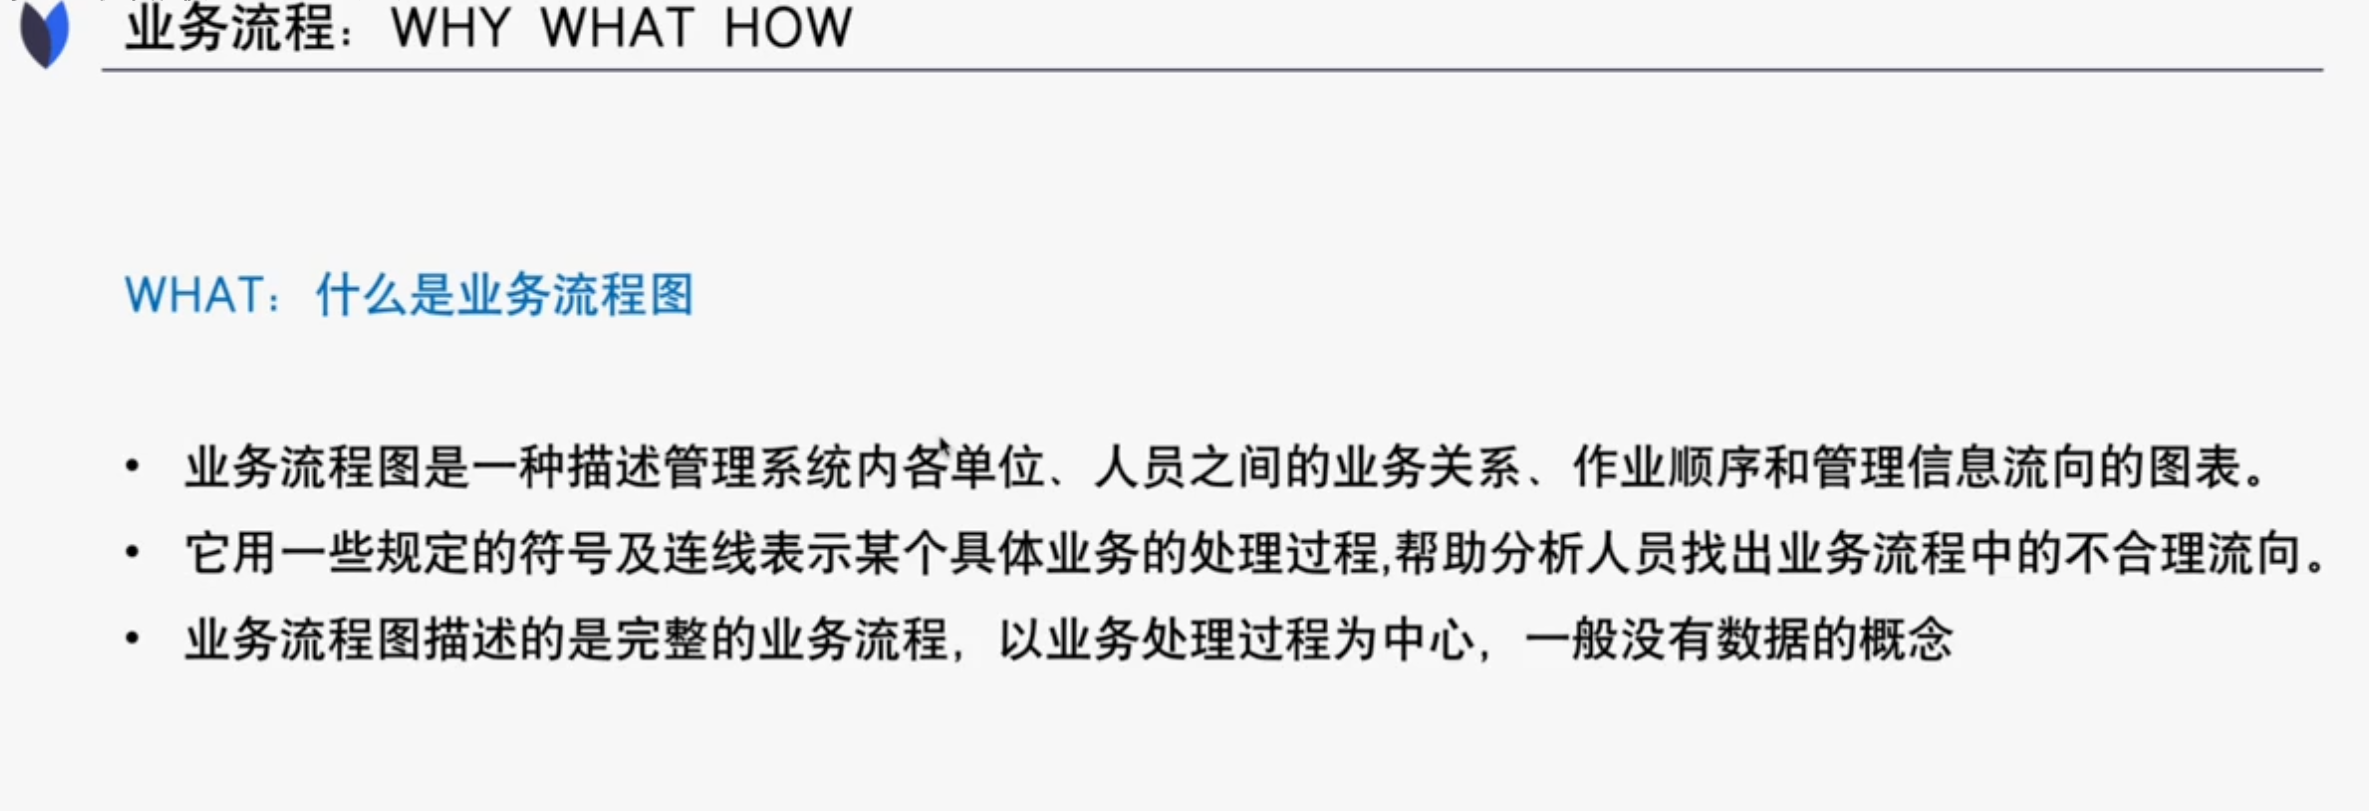 业务流程：WHY WHAT HOW
WHAT：什么是业务流程图
• 业务流程图是一种描述管理系统内各单位、人员之间的业务关系、作业顺序和管理信息流向的图表。
• 它用一些规定的符号及连线表示某个具体业务的处理过程,帮助分析人员找出业务流程中的不合理流向。
• 业务流程图描述的是完整的业务流程，以业务处理过程为中心，一般没有数据的概念